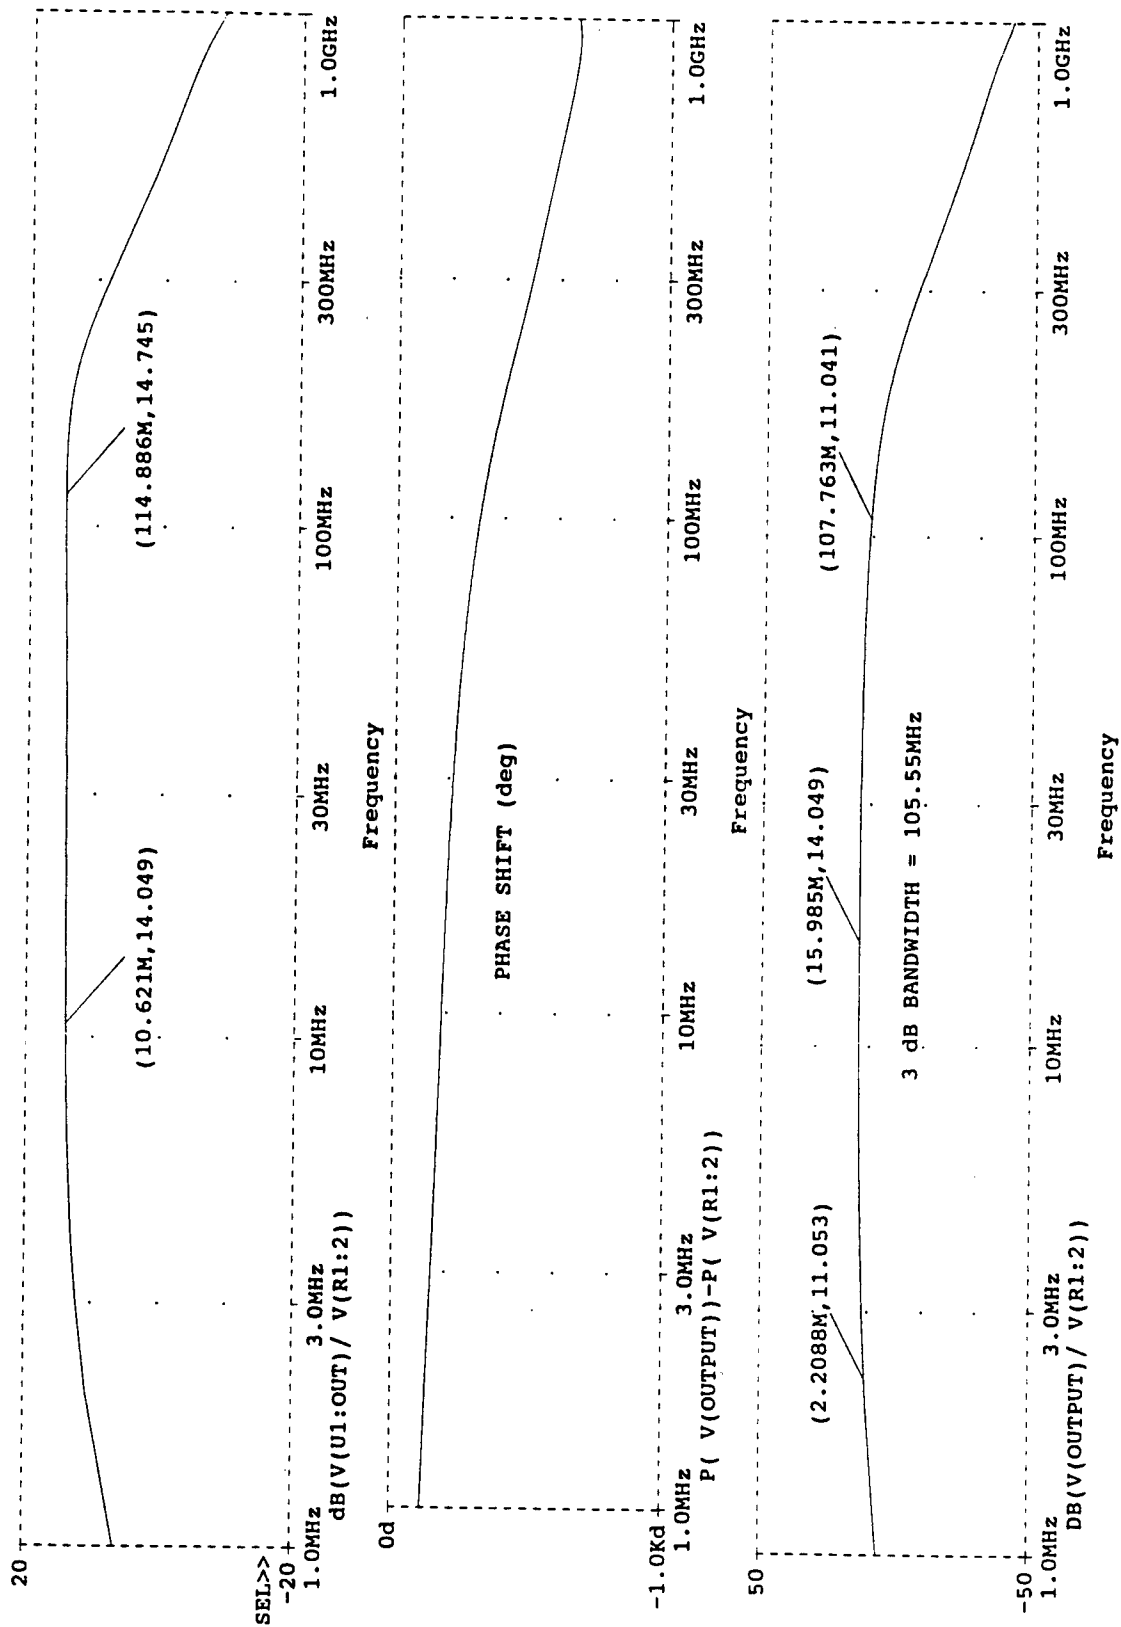 20
(10.621M,14.049)
(114.886M,14.745)
SEL>>
-20
1.0MHz
3.0MHz
10MHz
30MHz
100MHz
300MHz
1.0GHz
dB(V(U1:OUT)/ V(R1:2))
Frequency
0d
PHASE SHIFT (deg)
-1.0Kd
1.0MHz
3.0MHz
10MHz
30MHz
100MHz
300MHz
1.0GHz
P( V(OUTPUT))-P( V(R1:2))
Frequency
50
(2.2088M,11.053)
(15.985M,14.049)
(107.763M,11.041)
3 dB BANDWIDTH = 105.55MHz
-50
1.0MHz
3.0MHz
10MHz
30MHz
100MHz
300MHz
1.0GHz
DB(V(OUTPUT)/ V(R1:2))
Frequency